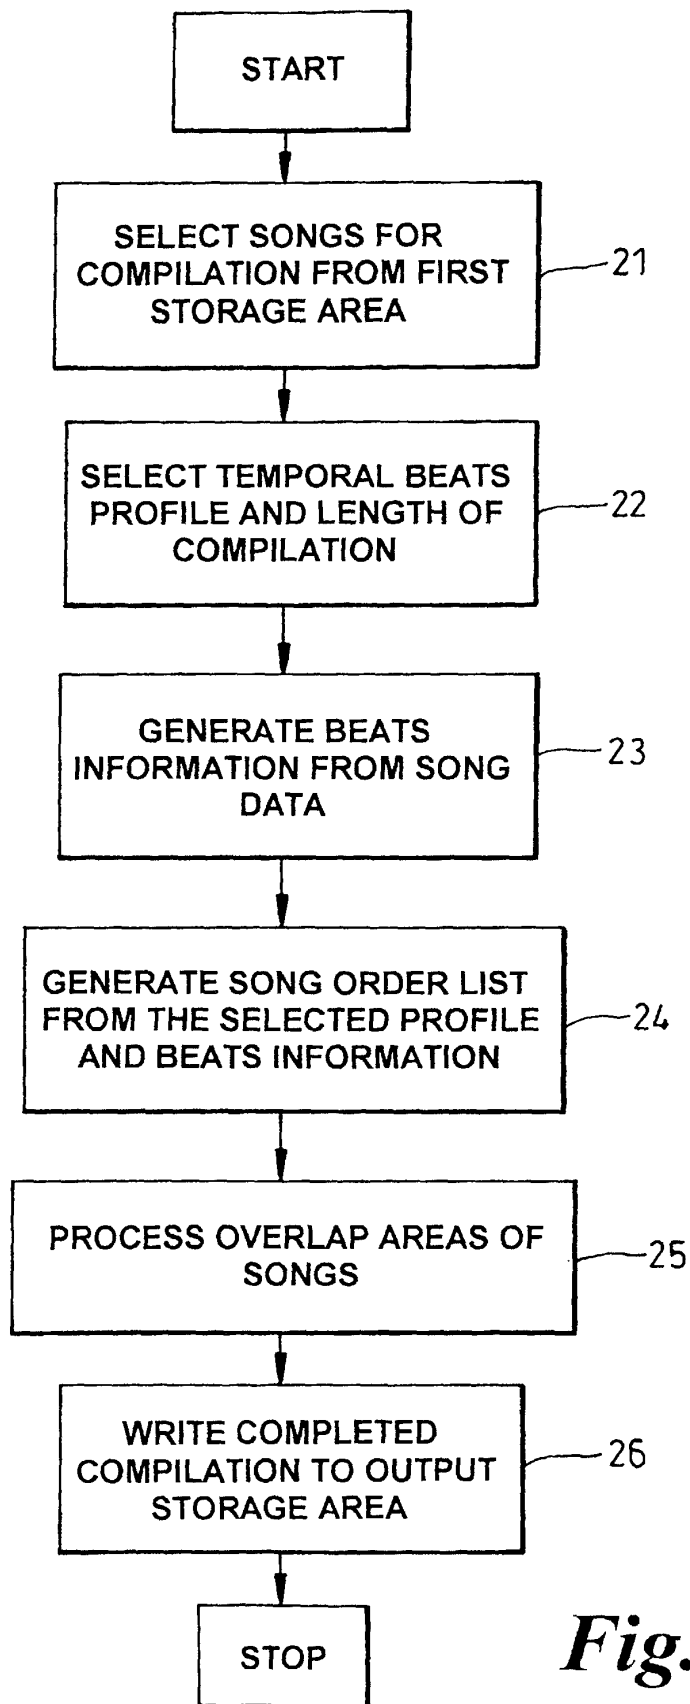 START
SELECT SONGS FOR
COMPILATION FROM FIRST
STORAGE AREA
21
SELECT TEMPORAL BEATS
PROFILE AND LENGTH OF
COMPILATION
22
GENERATE BEATS
INFORMATION FROM SONG
DATA
23
GENERATE SONG ORDER LIST
FROM THE SELECTED PROFILE
AND BEATS INFORMATION
24
PROCESS OVERLAP AREAS OF
SONGS
25
WRITE COMPLETED
COMPILATION TO OUTPUT
STORAGE AREA
26
STOP
Fig.